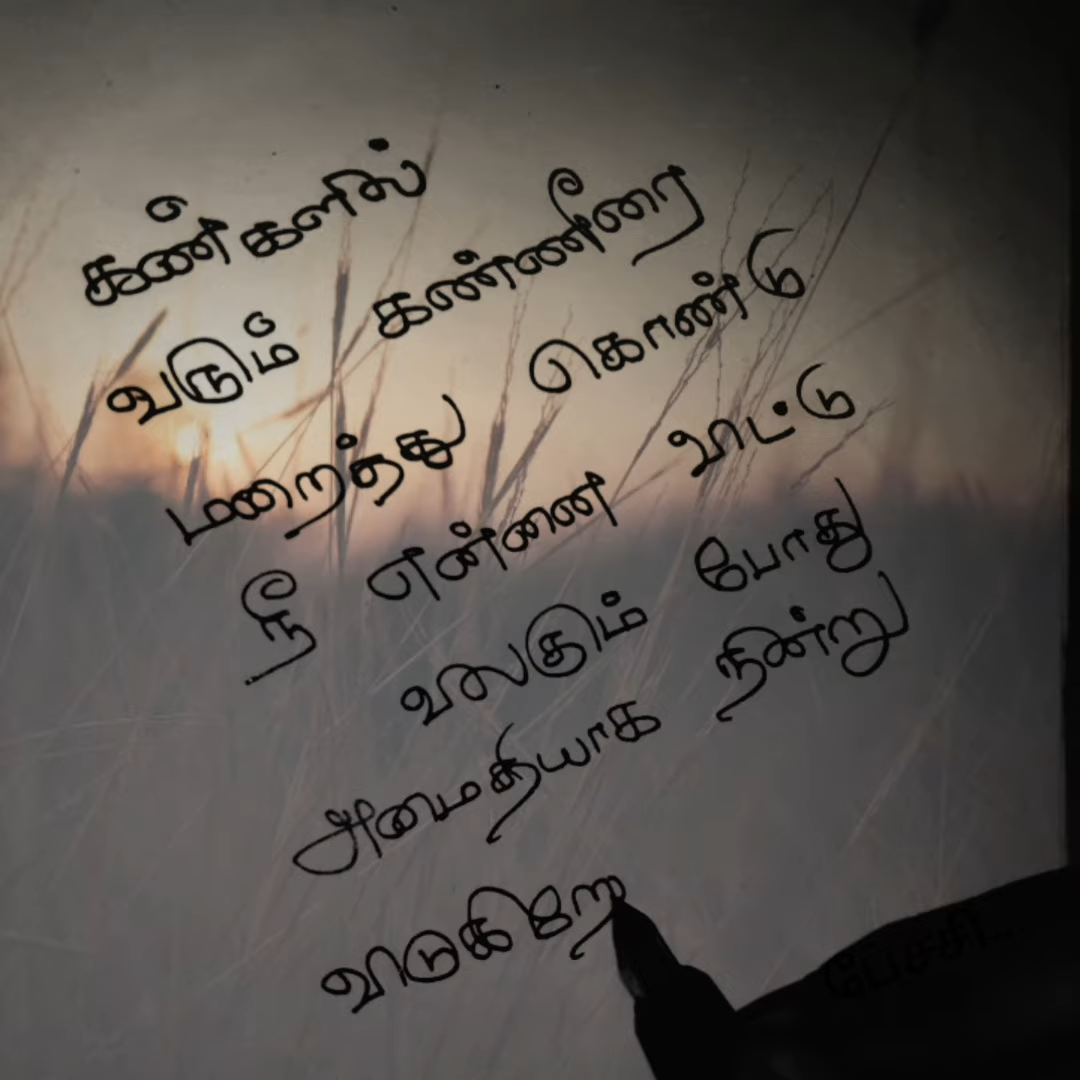 கண்களில்
வரும் கண்ணீரை
மறைத்து கொண்டு
நீ என்னை விட்டு
விலகும் போது
அமைதியாக நின்று
விடுகிறே
பேச்சி...